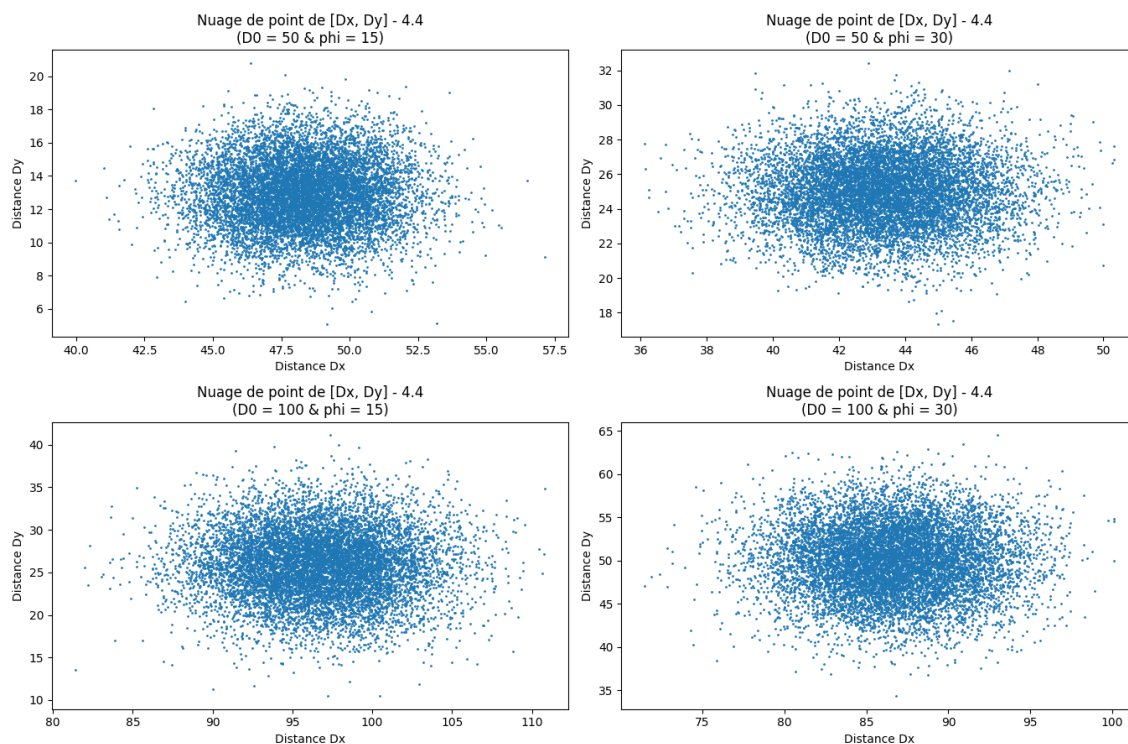 Nuage de point de [Dx, Dy] - 4.4
(D0 = 50 & phi = 15)
20
18
16
14
12
10
8
6
Distance Dy
40.0 42.5 45.0 47.5 50.0 52.5 55.0 57.5
Distance Dx
Nuage de point de [Dx, Dy] - 4.4
(D0 = 50 & phi = 30)
32
30
28
26
24
22
20
18
Distance Dy
36 38 40 42 44 46 48 50
Distance Dx
Nuage de point de [Dx, Dy] - 4.4
(D0 = 100 & phi = 15)
40
35
30
25
20
15
10
Distance Dy
80 85 90 95 100 105 110
Distance Dx
Nuage de point de [Dx, Dy] - 4.4
(D0 = 100 & phi = 30)
65
60
55
50
45
40
35
Distance Dy
75 80 85 90 95 100
Distance Dx